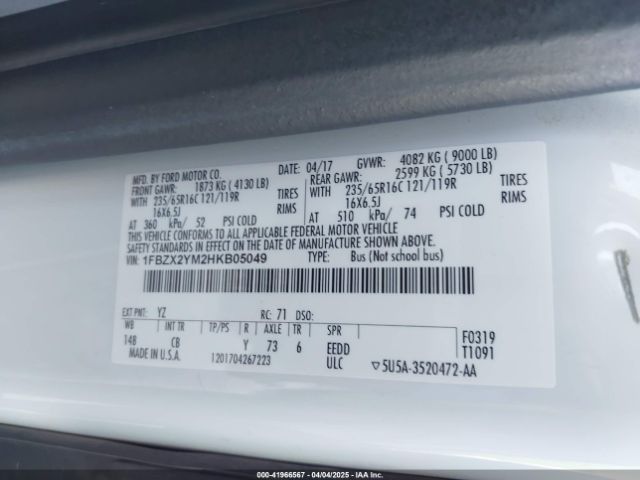 MFD. BY FORD MOTOR CO.
DATE: 04/17 GVWR: 4082 KG ( 9000 LB)
FRONT GAWR: 1873 KG ( 4130 LB)
REAR GAWR: 2599 KG ( 5730 LB)
WITH 235/65R16C 121/119R TIRES
WITH 235/65R16C 121/119R TIRES
16X6.5J RIMS
16X6.5J RIMS
AT 360 kPa/ 52 PSI COLD
AT 510 kPa/ 74 PSI COLD
THIS VEHICLE CONFORMS TO ALL APPLICABLE FEDERAL MOTOR VEHICLE
SAFETY STANDARDS IN EFFECT ON THE DATE OF MANUFACTURE SHOWN ABOVE.
VIN: 1FBZX2YM2HKB05049 TYPE: Bus (Not school bus)
EXT PNT: YZ RC: 71 DSO:
WB INT TR TP/PS R AXLE TR SPR
148 CB Y 73 6 EEDD
F0319
T1091
MADE IN U.S.A. 1201704267223 ULC ▽5U5A-3520472-AA
000-41966567 - 04/04/2025 - IAA Inc.